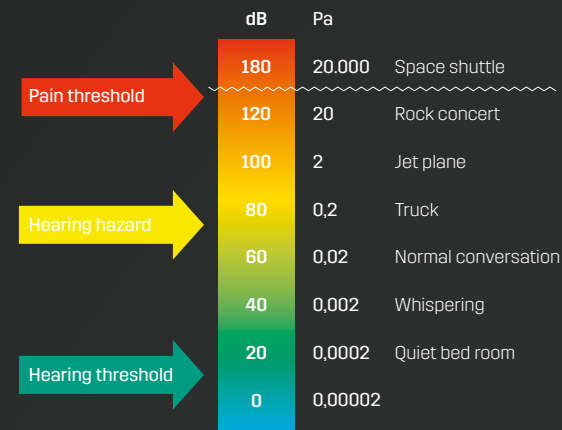 dB Pa
180 20.000 Space shuttle
Pain threshold
120 20 Rock concert
100 2 Jet plane
80 0,2 Truck
Hearing hazard
60 0,02 Normal conversation
40 0,002 Whispering
20 0,0002 Quiet bed room
Hearing threshold
0 0,00002